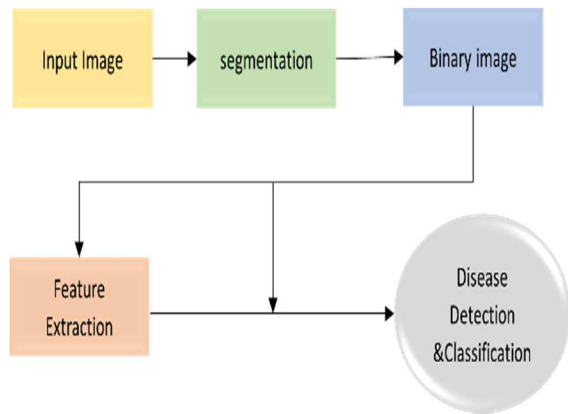 Input Image
segmentation
Binary image
Feature
Extraction
Disease
Detection
&Classification